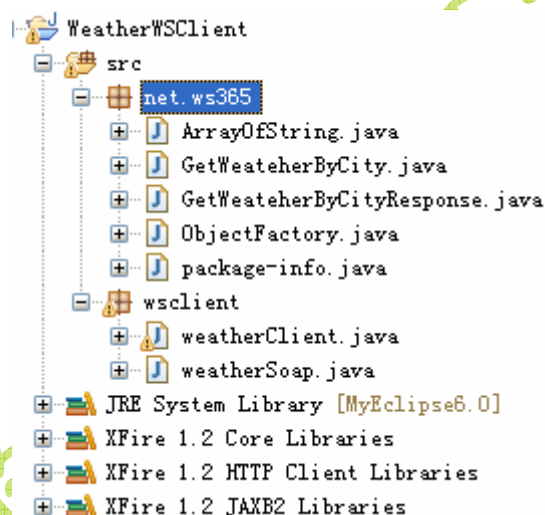 WeatherWSClient
src
net.ws365
ArrayOfString.java
GetWeateherByCity.java
GetWeateherByCityResponse.java
ObjectFactory.java
package-info.java
wsclient
weatherClient.java
weatherSoap.java
JRE System Library [MyEclipse6.0]
XFire 1.2 Core Libraries
XFire 1.2 HTTP Client Libraries
XFire 1.2 JAXB2 Libraries